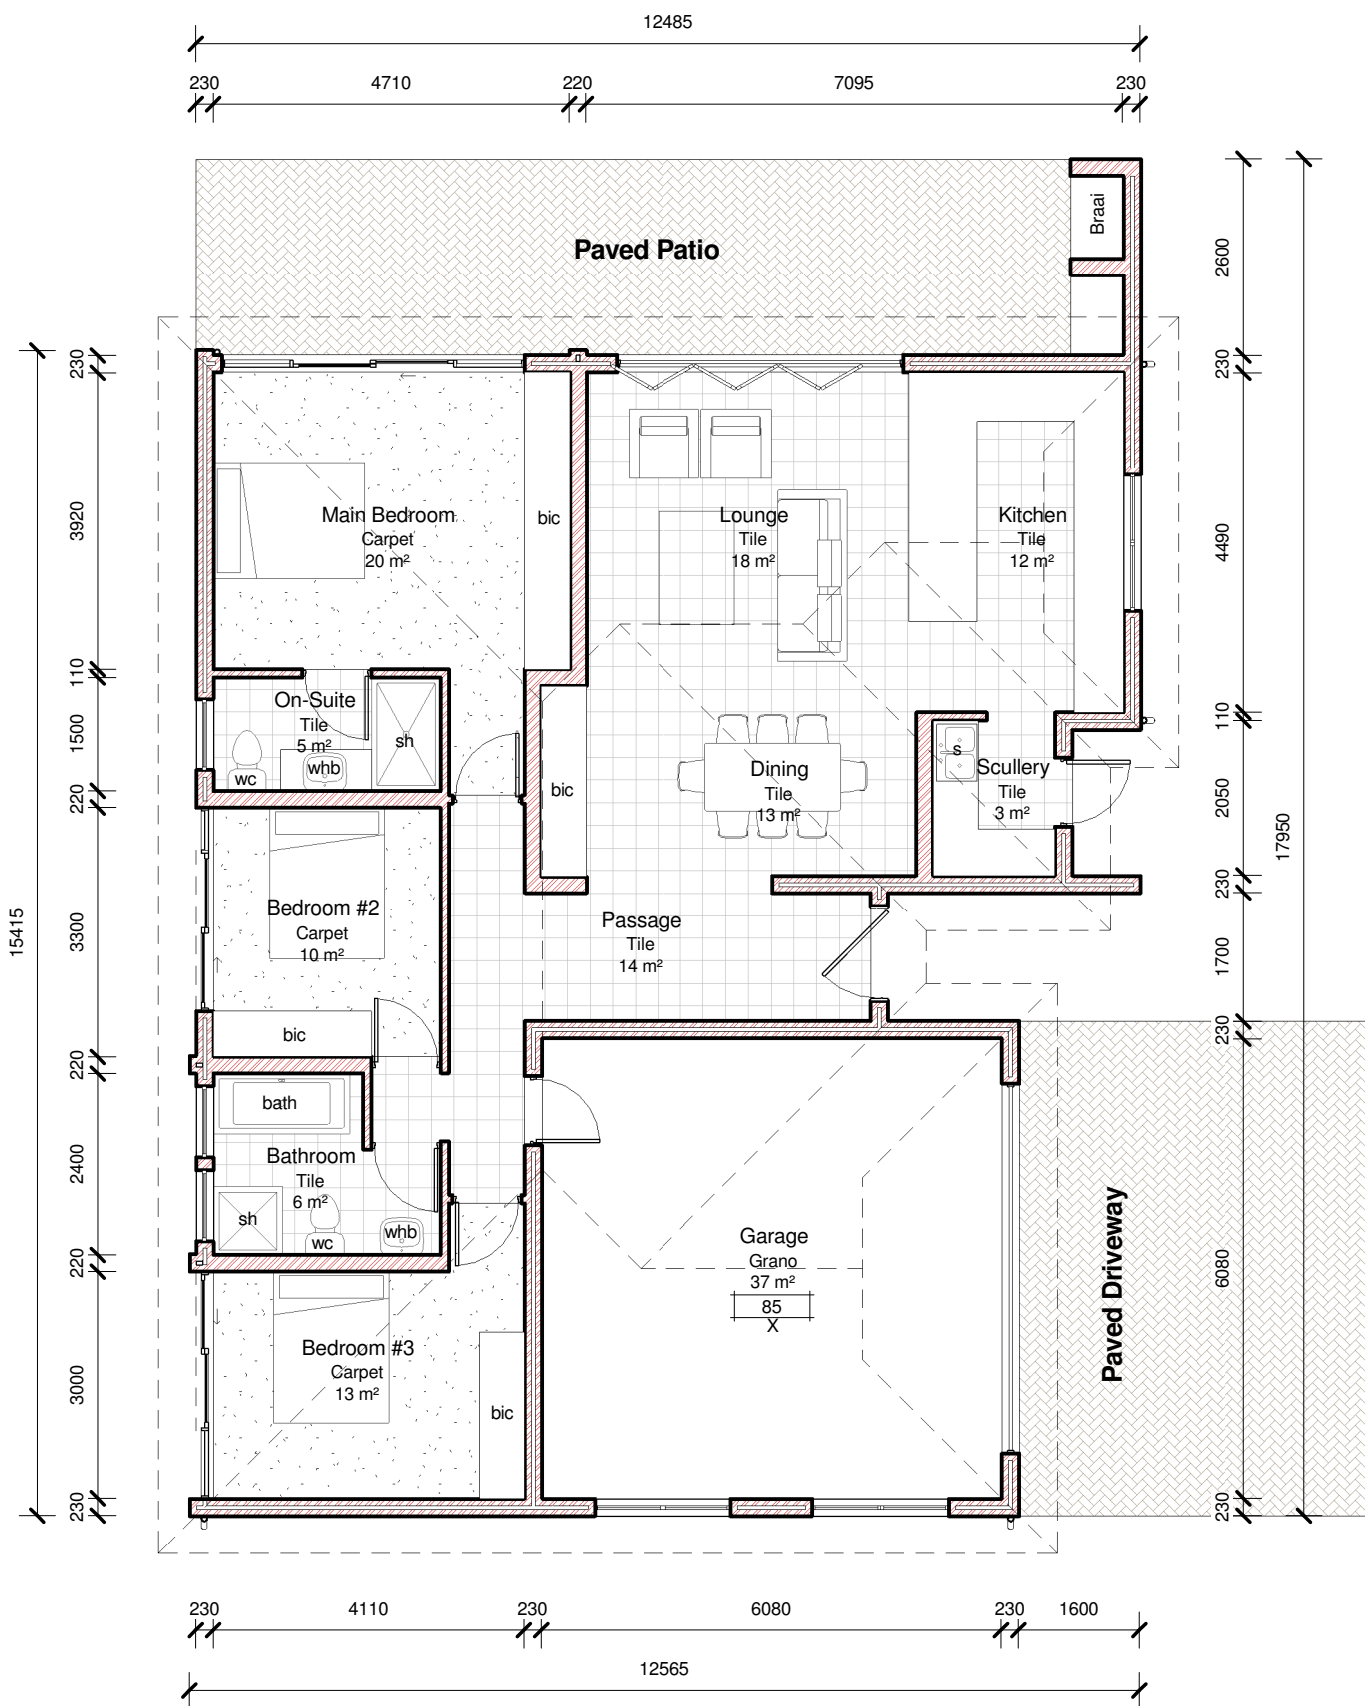 12485
230 4710 220 7095 230
Paved Patio
Braai
2600
230
4490
110
2050
230
1700
230
6080
230
17950
15415
230
3920
110
1500
220
3300
220
2400
220
3000
230
Main Bedroom
Carpet
20 m²
bic
Lounge
Tile
18 m²
Kitchen
Tile
12 m²
On-Suite
Tile
5 m²
sh
wc
whb
bic
Dining
Tile
13 m²
s
Scullery
Tile
3 m²
Bedroom #2
Carpet
10 m²
bic
Passage
Tile
14 m²
bath
Bathroom
Tile
6 m²
sh
wc
whb
Garage
Grano
37 m²
85
X
Paved Driveway
Bedroom #3
Carpet
13 m²
bic
230 4110 230 6080 230 1600
12565